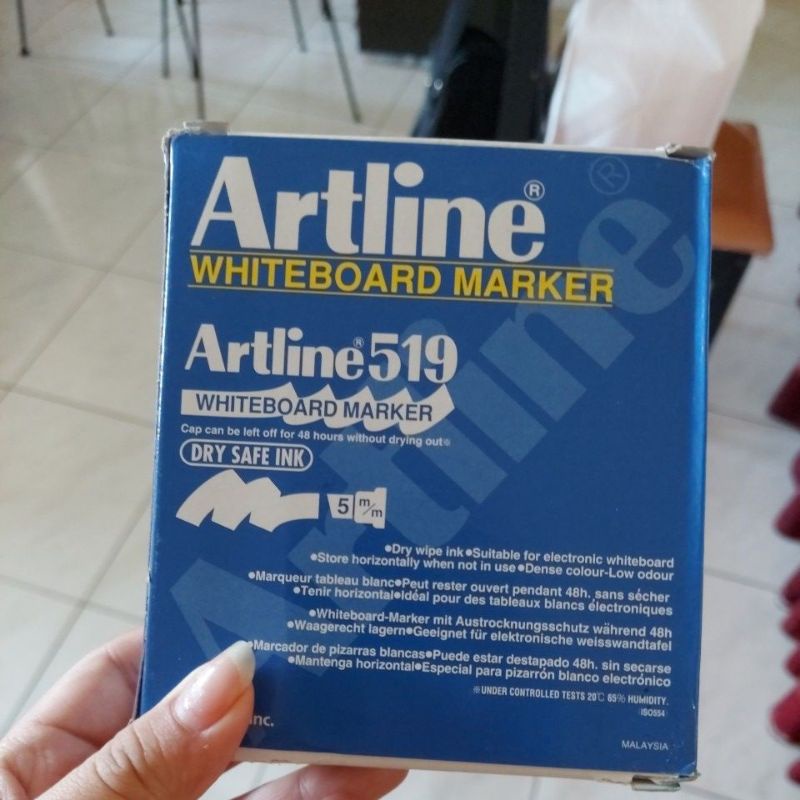 Artline®
WHITEBOARD MARKER
Artline® 519
WHITEBOARD MARKER
Cap can be left off for 48 hours without drying out※
DRY SAFE INK
5 m/m
●Dry wipe ink●Suitable for electronic whiteboard
●Store horizontally when not in use●Dense colour-Low odour
●Marqueur tableau blanc●Peut rester ouvert pendant 48h. sans sécher
●Tenir horizontal●Idéal pour des tableaux blancs électroniques
●Whiteboard-Marker mit Austrocknungsschutz während 48h
●Waagerecht lagern●Geeignet für elektronische weisswandtafel
●Marcador de pizarras blancas●Puede estar destapado 48h. sin secarse
●Mantenga horizontal●Especial para pizarrón blanco electrónico
※UNDER CONTROLLED TESTS 20℃ 65% HUMIDITY.
ISO554
Inc.
MALAYSIA
Artline®